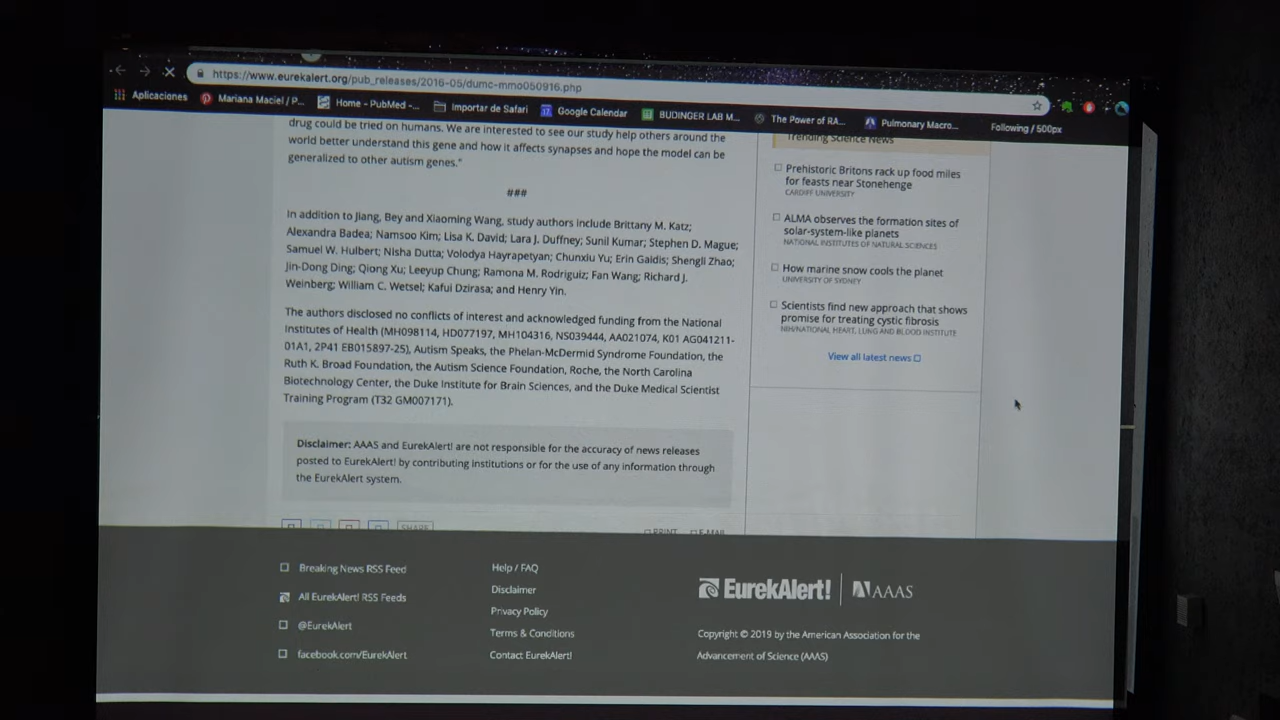 https://www.eurekalert.org/pub_releases/2016-05/dumc-mmo050916.php
Aplicaciones Mariana Maciel / P... Home - PubMed -... Importar de Safari Google Calendar BUDINGER LAB M... The Power of RA... Pulmonary Macro... Following / 500px
drug could be tried on humans. We are interested to see our study help others around the
world better understand this gene and how it affects synapses and hope the model can be
generalized to other autism genes."
###
In addition to Jiang, Bey and Xiaoming Wang, study authors include Brittany M. Katz;
Alexandra Badea; Namsoo Kim; Lisa K. David; Lara J. Duffney; Sunil Kumar; Stephen D. Mague;
Samuel W. Hulbert; Nisha Dutta; Volodya Hayrapetyan; Chunxiu Yu; Erin Gaidis; Shengli Zhao;
Jin-Dong Ding; Qiong Xu; Leeyup Chung; Ramona M. Rodriguiz; Fan Wang; Richard J.
Weinberg; William C. Wetsel; Kafui Dzirasa; and Henry Yin.
The authors disclosed no conflicts of interest and acknowledged funding from the National
Institutes of Health (MH098114, HD077197, MH104316, NS039444, AA021074, K01 AG041211-
01A1, 2P41 EB015897-25), Autism Speaks, the Phelan-McDermid Syndrome Foundation, the
Ruth K. Broad Foundation, the Autism Science Foundation, Roche, the North Carolina
Biotechnology Center, the Duke Institute for Brain Sciences, and the Duke Medical Scientist
Training Program (T32 GM007171).
Disclaimer: AAAS and EurekAlert! are not responsible for the accuracy of news releases
posted to EurekAlert! by contributing institutions or for the use of any information through
the EurekAlert system.
SHARE PRINT E-MAIL
Trending Science News
Prehistoric Britons rack up food miles
for feasts near Stonehenge
CARDIFF UNIVERSITY
ALMA observes the formation sites of
solar-system-like planets
NATIONAL INSTITUTES OF NATURAL SCIENCES
How marine snow cools the planet
UNIVERSITY OF SYDNEY
Scientists find new approach that shows
promise for treating cystic fibrosis
NIH/NATIONAL HEART, LUNG AND BLOOD INSTITUTE
View all latest news
Breaking News RSS Feed
All EurekAlert! RSS Feeds
@EurekAlert
facebook.com/EurekAlert
Help / FAQ
Disclaimer
Privacy Policy
Terms & Conditions
Contact EurekAlert!
EurekAlert! AAAS
Copyright © 2019 by the American Association for the
Advancement of Science (AAAS)